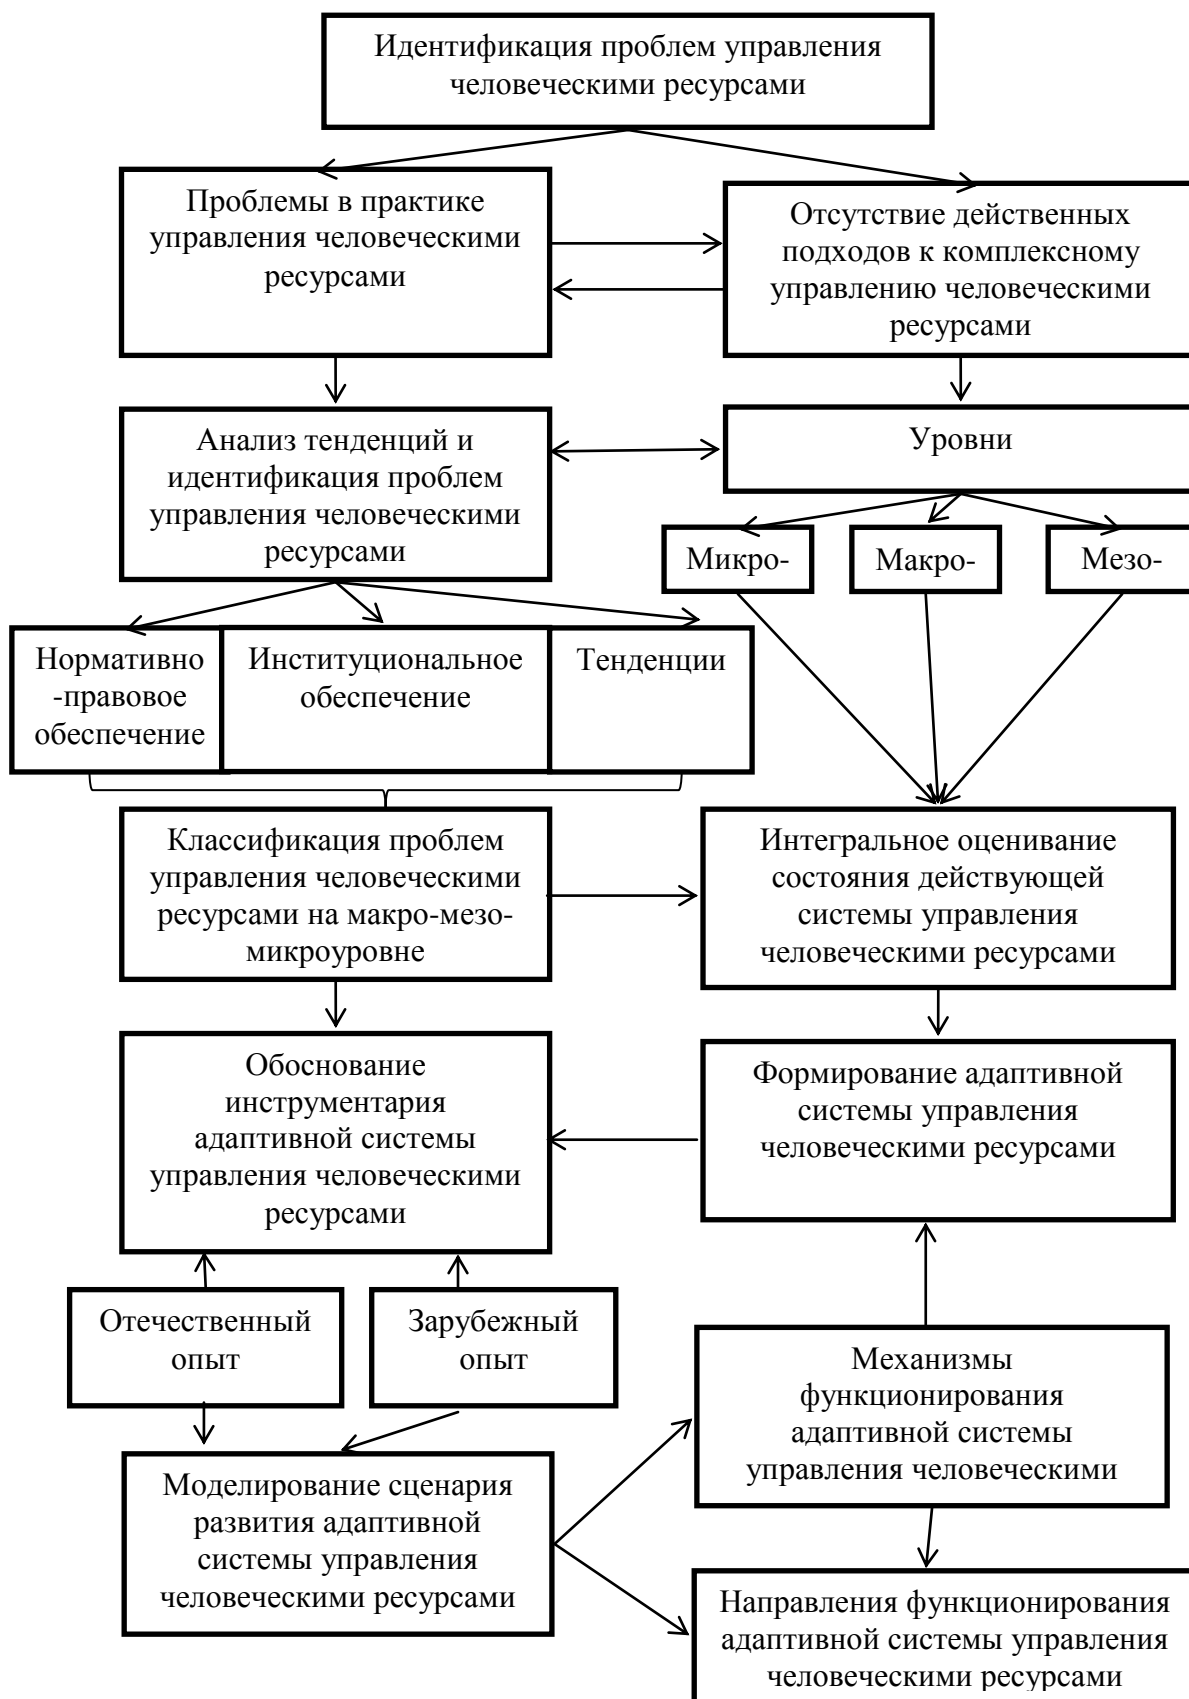 Идентификация проблем управления
человеческими ресурсами
Проблемы в практике
управления человеческими
ресурсами
Отсутствие действенных
подходов к комплексному
управлению человеческими
ресурсами
Анализ тенденций и
идентификация проблем
управления человеческими
ресурсами
Уровни
Микро-
Макро-
Мезо-
Нормативно
-правовое
обеспечение
Институциональное
обеспечение
Тенденции
Классификация проблем
управления человеческими
ресурсами на макро-мезо-
микроуровне
Интегральное оценивание
состояния действующей
системы управления
человеческими ресурсами
Обоснование
инструментария
адаптивной системы
управления человеческими
ресурсами
Формирование адаптивной
системы управления
человеческими ресурсами
Отечественный
опыт
Зарубежный
опыт
Механизмы
функционирования
адаптивной системы
управления человеческими
Моделирование сценария
развития адаптивной
системы управления
человеческими ресурсами
Направления функционирования
адаптивной системы управления
человеческими ресурсами